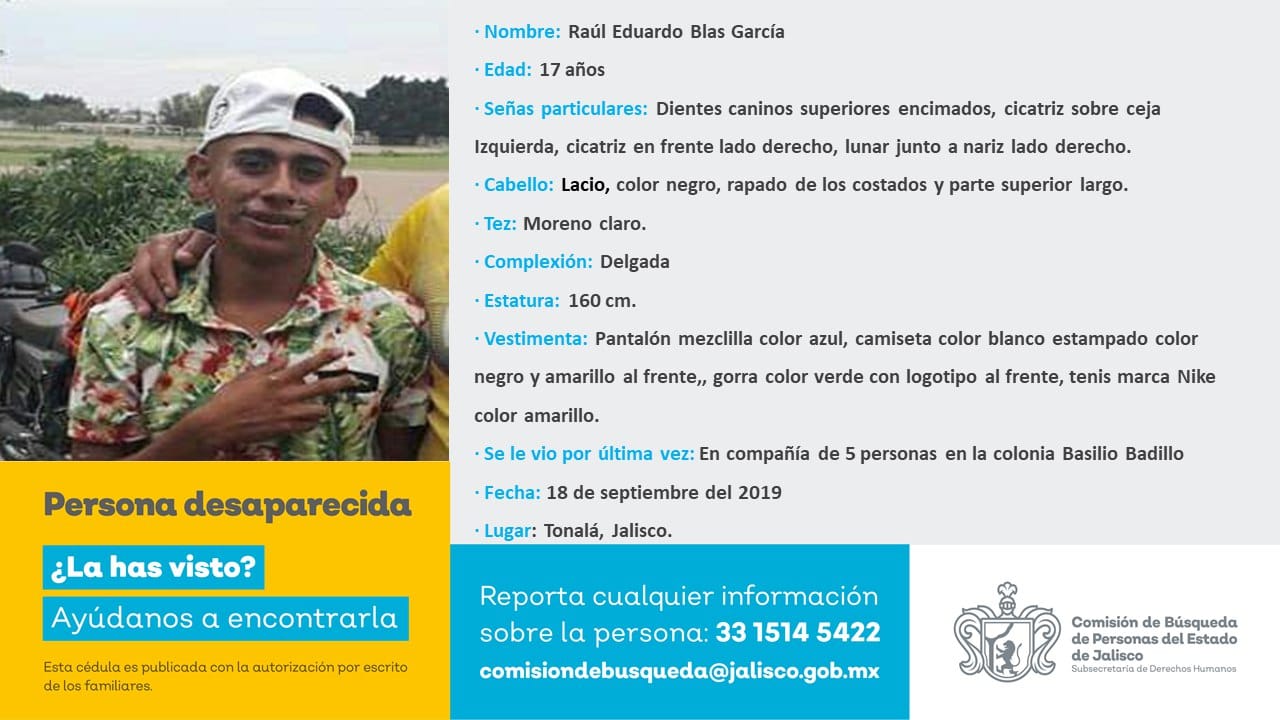 · Nombre: Raúl Eduardo Blas García
· Edad: 17 años
· Señas particulares: Dientes caninos superiores encimados, cicatriz sobre ceja
Izquierda, cicatriz en frente lado derecho, lunar junto a nariz lado derecho.
· Cabello: Lacio, color negro, rapado de los costados y parte superior largo.
· Tez: Moreno claro.
· Complexión: Delgada
· Estatura: 160 cm.
· Vestimenta: Pantalón mezclilla color azul, camiseta color blanco estampado color
negro y amarillo al frente,, gorra color verde con logotipo al frente, tenis marca Nike
color amarillo.
· Se le vio por última vez: En compañía de 5 personas en la colonia Basilio Badillo
· Fecha: 18 de septiembre del 2019
· Lugar: Tonalá, Jalisco.
Persona desaparecida
¿La has visto?
Ayúdanos a encontrarla
Esta cédula es publicada con la autorización por escrito
de los familiares.
Reporta cualquier información
sobre la persona: 33 1514 5422
comisiondebusqueda@jalisco.gob.mx
Comisión de Búsqueda
de Personas del Estado
de Jalisco
Subsecretaría de Derechos Humanos